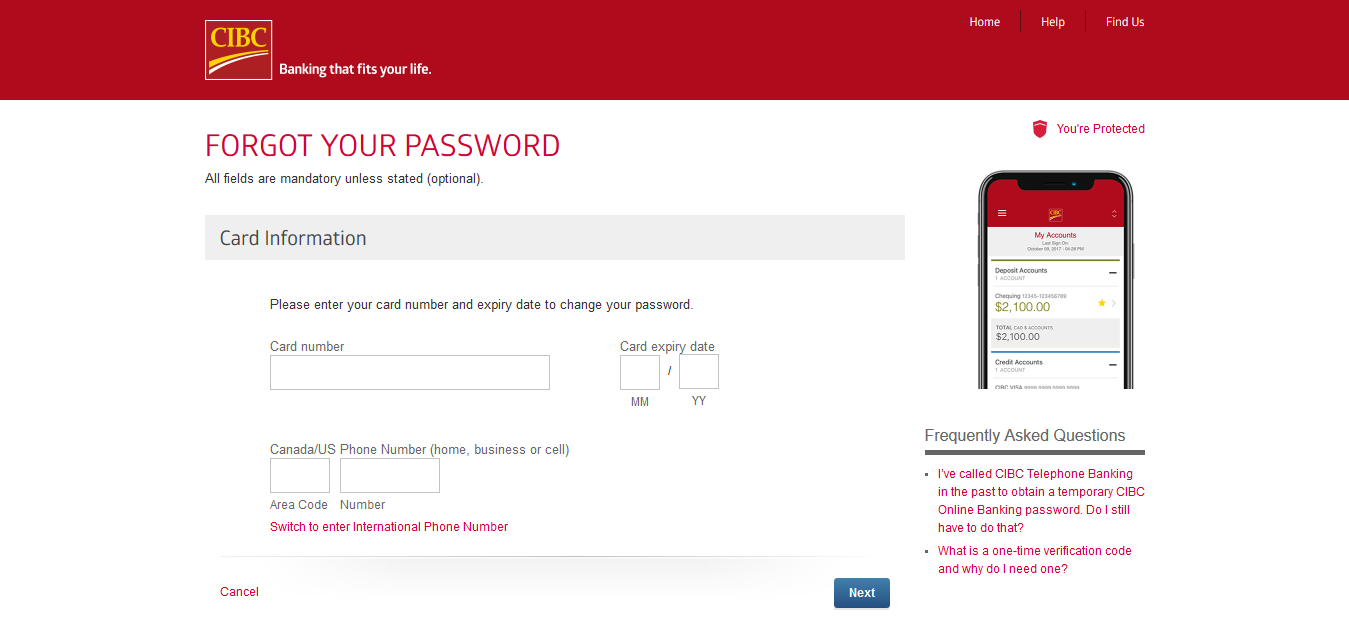 Home
Help
Find Us
CIBC
Banking that fits your life.
FORGOT YOUR PASSWORD
All fields are mandatory unless stated (optional).
You're Protected
Card Information
Please enter your card number and expiry date to change your password.
Card number
Card expiry date
/
MM
YY
Canada/US Phone Number (home, business or cell)
Area Code
Number
Switch to enter International Phone Number
Cancel
Next
CIBC
My Accounts
Last Sign On:
October 09, 2017 - 04:28 PM
Deposit Accounts
1 ACCOUNT
Chequing 12345-123456789
$2,100.00
TOTAL CAD $ ACCOUNTS
$2,100.00
Credit Accounts
1 ACCOUNT
CIBC VISA 9999 9999 9999 9999
Frequently Asked Questions
I've called CIBC Telephone Banking
in the past to obtain a temporary CIBC
Online Banking password. Do I still
have to do that?
What is a one-time verification code
and why do I need one?